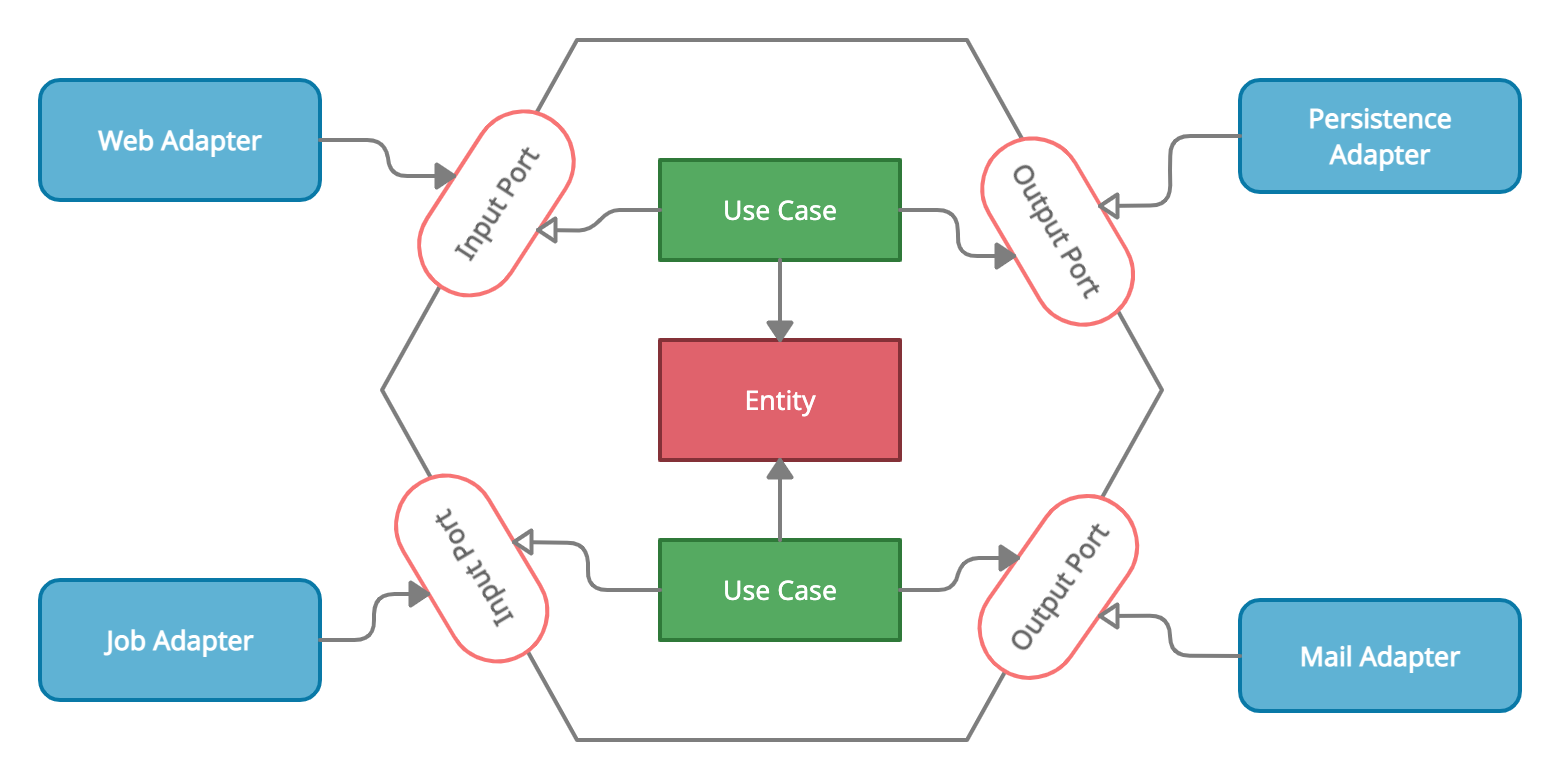 Web Adapter
Input Port
Use Case
Output Port
Persistence
Adapter
Entity
Job Adapter
Input Port
Use Case
Output Port
Mail Adapter